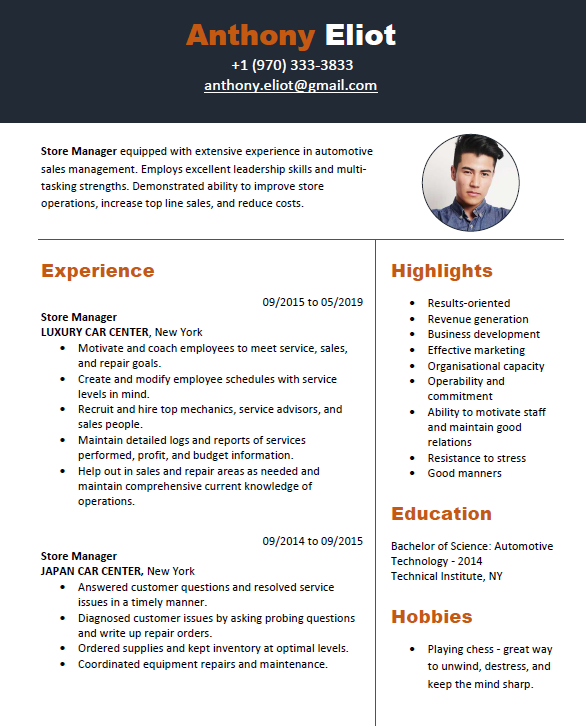 Anthony Eliot
+1 (970) 333-3833
anthony.eliot@gmail.com
Store Manager equipped with extensive experience in automotive
sales management. Employs excellent leadership skills and multi-
tasking strengths. Demonstrated ability to improve store
operations, increase top line sales, and reduce costs.
Experience
09/2015 to 05/2019
Store Manager
LUXURY CAR CENTER, New York
• Motivate and coach employees to meet service, sales,
and repair goals.
• Create and modify employee schedules with service
levels in mind.
• Recruit and hire top mechanics, service advisors, and
sales people.
• Maintain detailed logs and reports of services
performed, profit, and budget information.
• Help out in sales and repair areas as needed and
maintain comprehensive current knowledge of
operations.
09/2014 to 09/2015
Store Manager
JAPAN CAR CENTER, New York
• Answered customer questions and resolved service
issues in a timely manner.
• Diagnosed customer issues by asking probing questions
and write up repair orders.
• Ordered supplies and kept inventory at optimal levels.
• Coordinated equipment repairs and maintenance.
Highlights
• Results-oriented
• Revenue generation
• Business development
• Effective marketing
• Organisational capacity
• Operability and
commitment
• Ability to motivate staff
and maintain good
relations
• Resistance to stress
• Good manners
Education
Bachelor of Science: Automotive
Technology - 2014
Technical Institute, NY
Hobbies
• Playing chess - great way
to unwind, destress, and
keep the mind sharp.